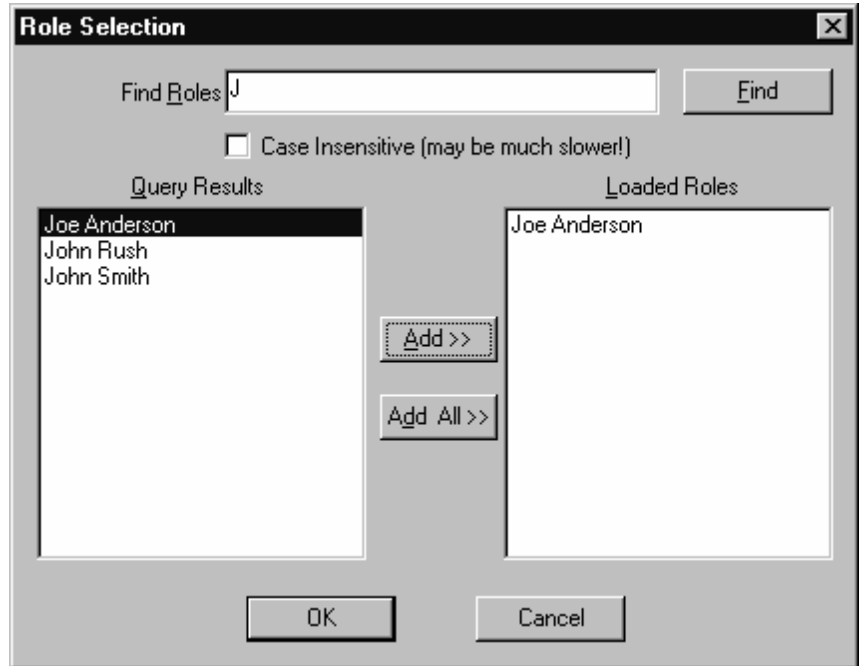 Role Selection
Find Roles J Find
Case Insensitive (may be much slower!)
Query Results Loaded Roles
Joe Anderson Joe Anderson
John Rush
John Smith
Add >>
Add All >>
OK Cancel